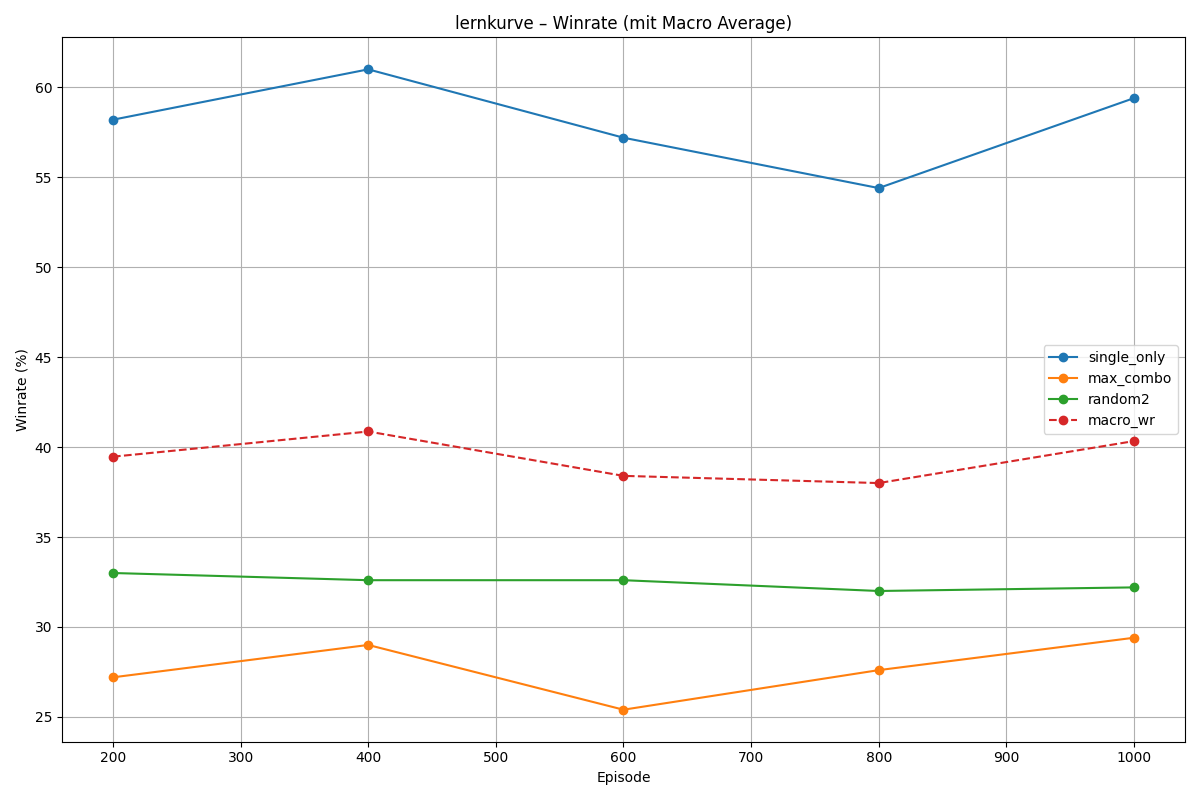 lernkurve – Winrate (mit Macro Average)
Winrate (%)
60
55
50
45
40
35
30
25
single_only
max_combo
random2
macro_wr
200 300 400 500 600 700 800 900 1000
Episode